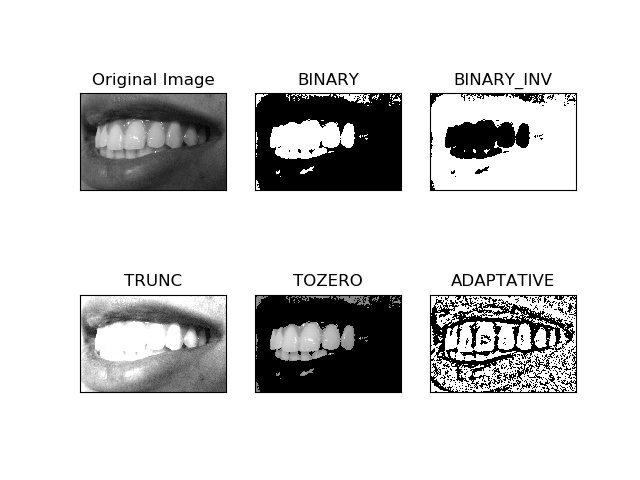 Original Image
BINARY
BINARY_INV
TRUNC
TOZERO
ADAPTATIVE